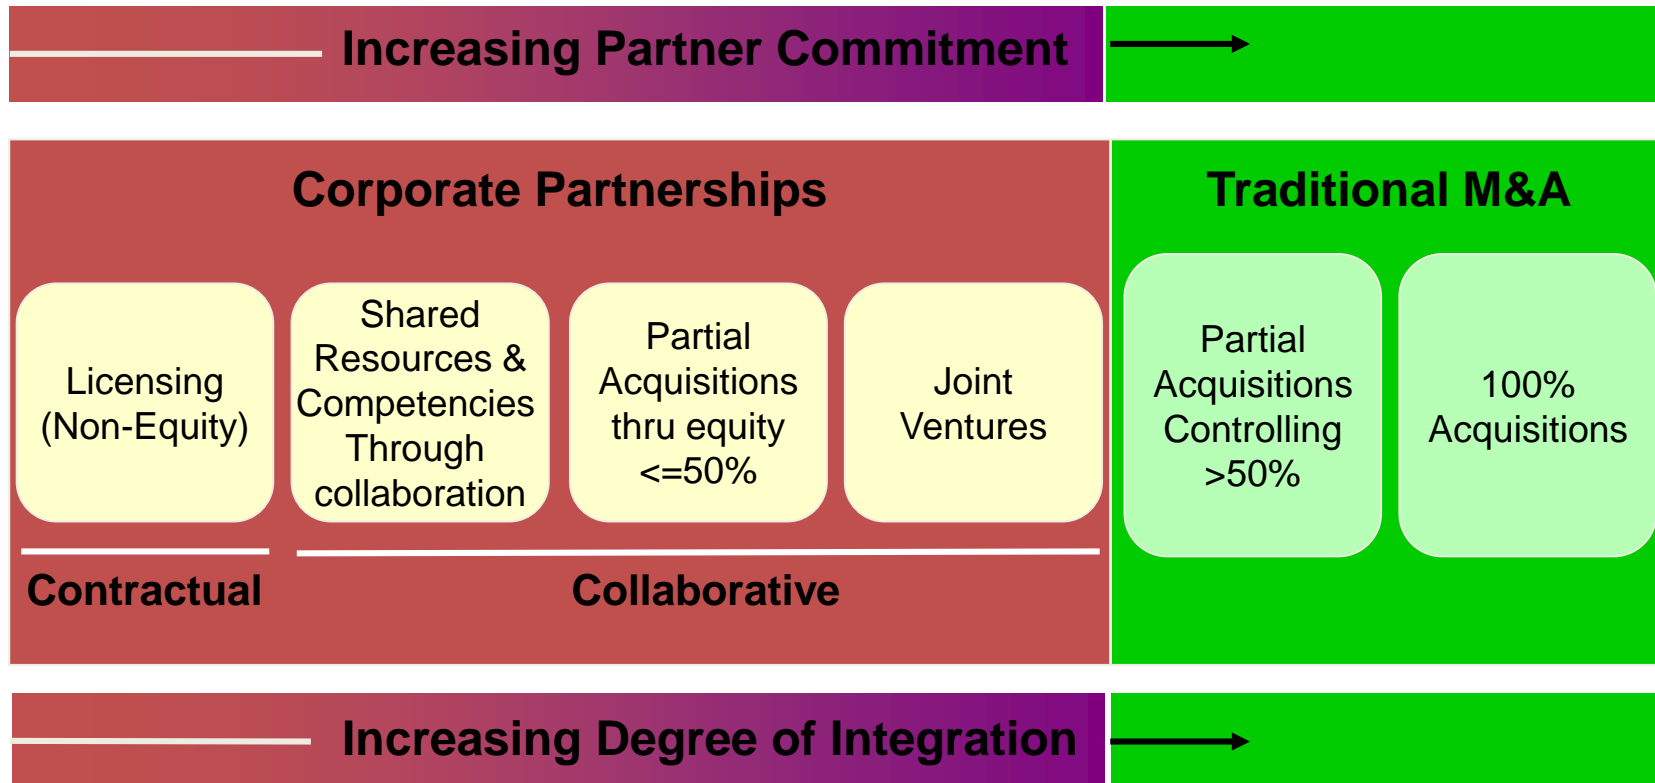 Increasing Partner Commitment
Corporate Partnerships
Traditional M&A
Licensing
(Non-Equity)
Shared
Resources &
Competencies
Through
collaboration
Partial
Acquisitions
thru equity
<=50%
Joint
Ventures
Partial
Acquisitions
Controlling
>50%
100%
Acquisitions
Contractual
Collaborative
Increasing Degree of Integration